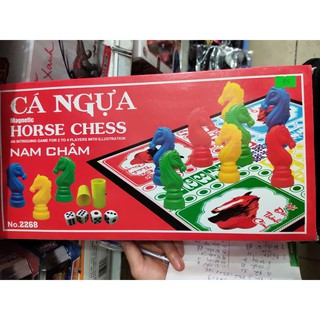 CÁ NGỰA
Magnetic
HORSE CHESS
AN INTRIGUING GAME FOR 2 TO 4 PLAYERS WITH ILLUSTRATION
NAM CHÂM
No.2268